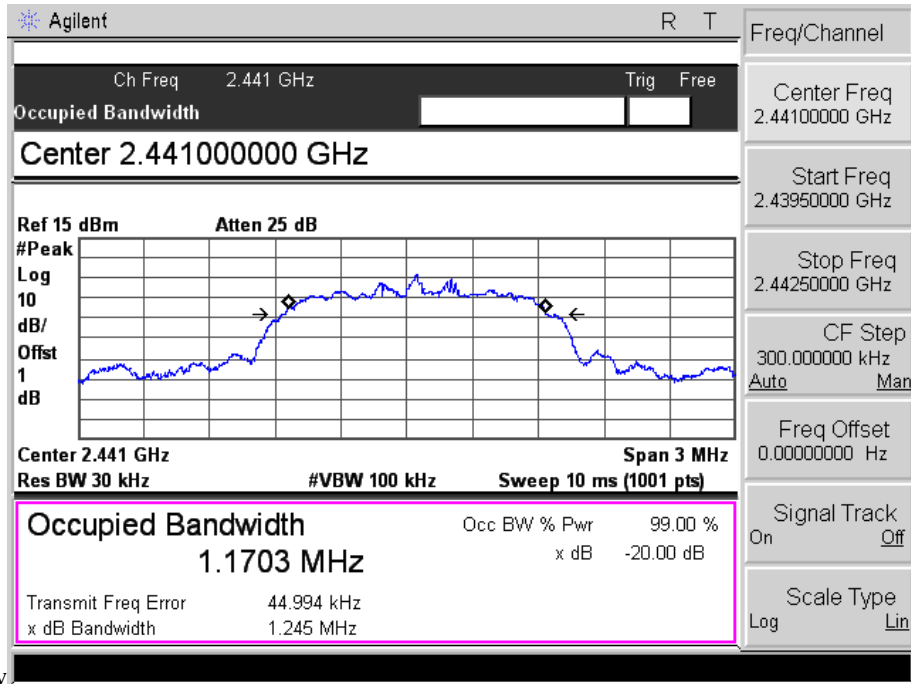 Agilent R T
Ch Freq 2.441 GHz Trig Free
Occupied Bandwidth
Center 2.441000000 GHz
Ref 15 dBm Atten 25 dB
#Peak
Log
10
dB/
Offst
1
dB
Center 2.441 GHz Span 3 MHz
Res BW 30 kHz #VBW 100 kHz Sweep 10 ms (1001 pts)
Occupied Bandwidth Occ BW % Pwr 99.00 %
1.1703 MHz x dB -20.00 dB
Transmit Freq Error 44.994 kHz
x dB Bandwidth 1.245 MHz
Freq/Channel
Center Freq
2.44100000 GHz
Start Freq
2.43950000 GHz
Stop Freq
2.44250000 GHz
CF Step
300.000000 kHz
Auto Man
Freq Offset
0.00000000 Hz
Signal Track
On Off
Scale Type
Log Lin